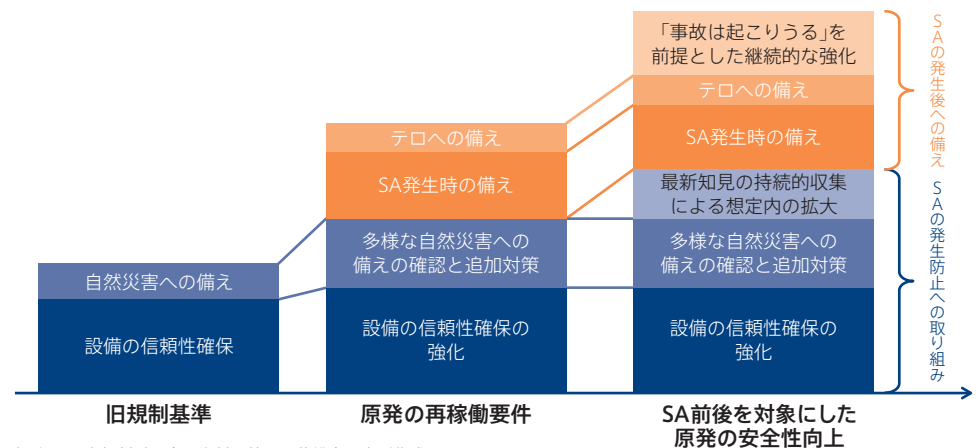 自然災害への備え
設備の信頼性確保
旧規制基準
テロへの備え
SA発生時の備え
多様な自然災害への
備えの確認と追加対策
設備の信頼性確保の
強化
原発の再稼働要件
「事故は起こりうる」を
前提とした継続的な強化
テロへの備え
SA発生時の備え
最新知見の持続的収集
による想定内の拡大
多様な自然災害への
備えの確認と追加対策
設備の信頼性確保の
強化
SA前後を対象にした
原発の安全性向上
SAの発生後への備え
SAの発生防止への取り組み